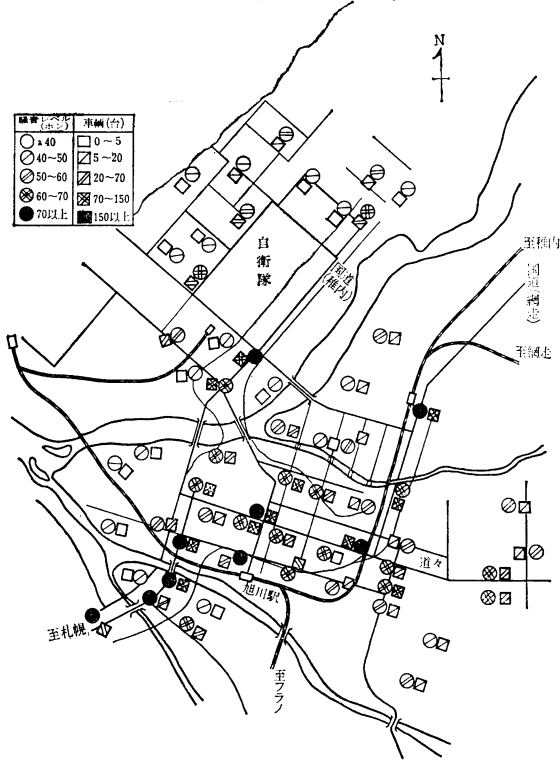 N
騒音レベル(ホン)
車輌(台)
≧40
0～5
40～50
5～20
50～60
20～70
60～70
70～150
70以上
150以上
自衛隊
国道(稚内)
至稚内
国道(網走)
至網走
道々
旭川駅
至札幌
至フラノ